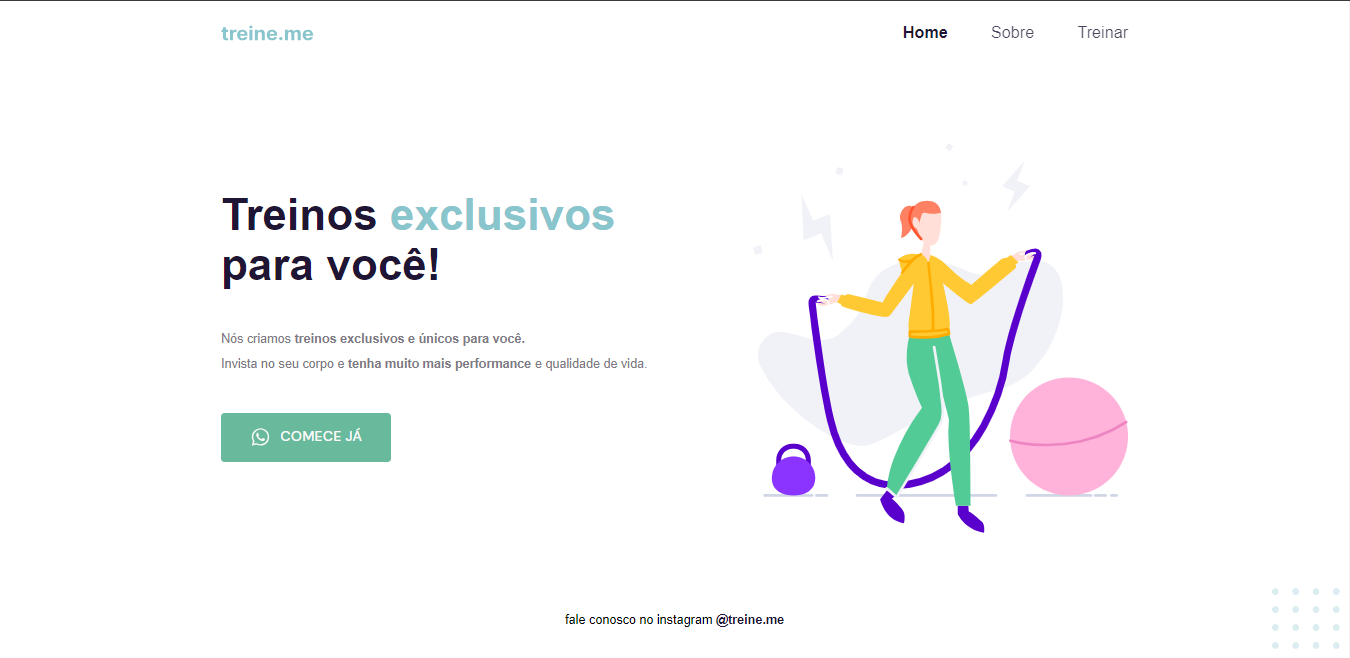 treine.me
Home Sobre Treinar
Treinos exclusivos
para você!
Nós criamos treinos exclusivos e únicos para você.
Invista no seu corpo e tenha muito mais performance e qualidade de vida.
COMECE JÁ
fale conosco no instagram @treine.me